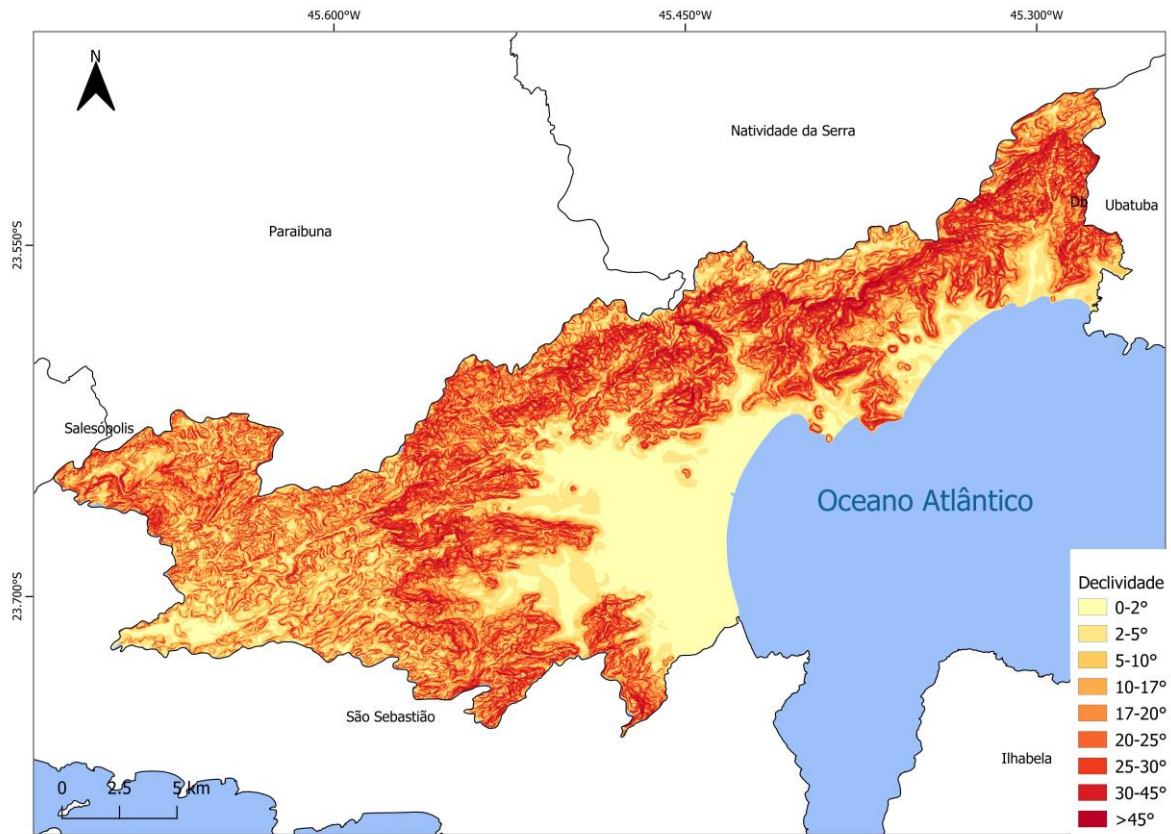 45.600°W
45.450°W
45.300°W
N
Natividade da Serra
Db
Ubatuba
Paraibuna
23.550°S
Salesópolis
Oceano Atlântico
23.700°S
São Sebastião
Ilhabela
0 2.5 5 km
Declividade
0-2°
2-5°
5-10°
10-17°
17-20°
20-25°
25-30°
30-45°
>45°